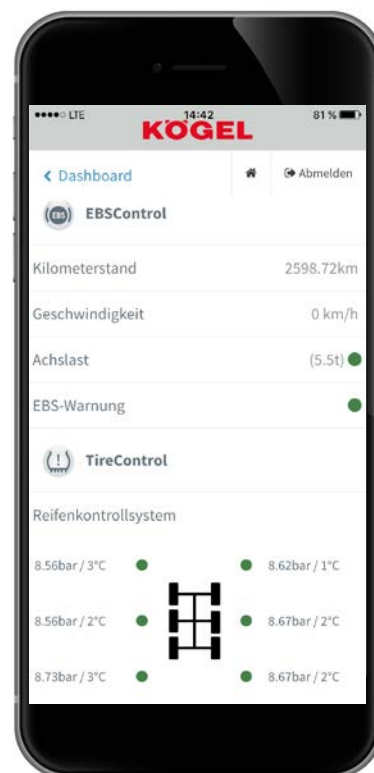 LTE 14:42 81 %
KÖGEL
Dashboard Abmelden
EBS EBSControl
Kilometerstand 2598.72km
Geschwindigkeit 0 km/h
Achslast (5.5t)
EBS-Warnung
TireControl
Reifenkontrollsystem
8.56bar / 3°C 8.62bar / 1°C
8.56bar / 2°C 8.67bar / 2°C
8.73bar / 3°C 8.67bar / 2°C